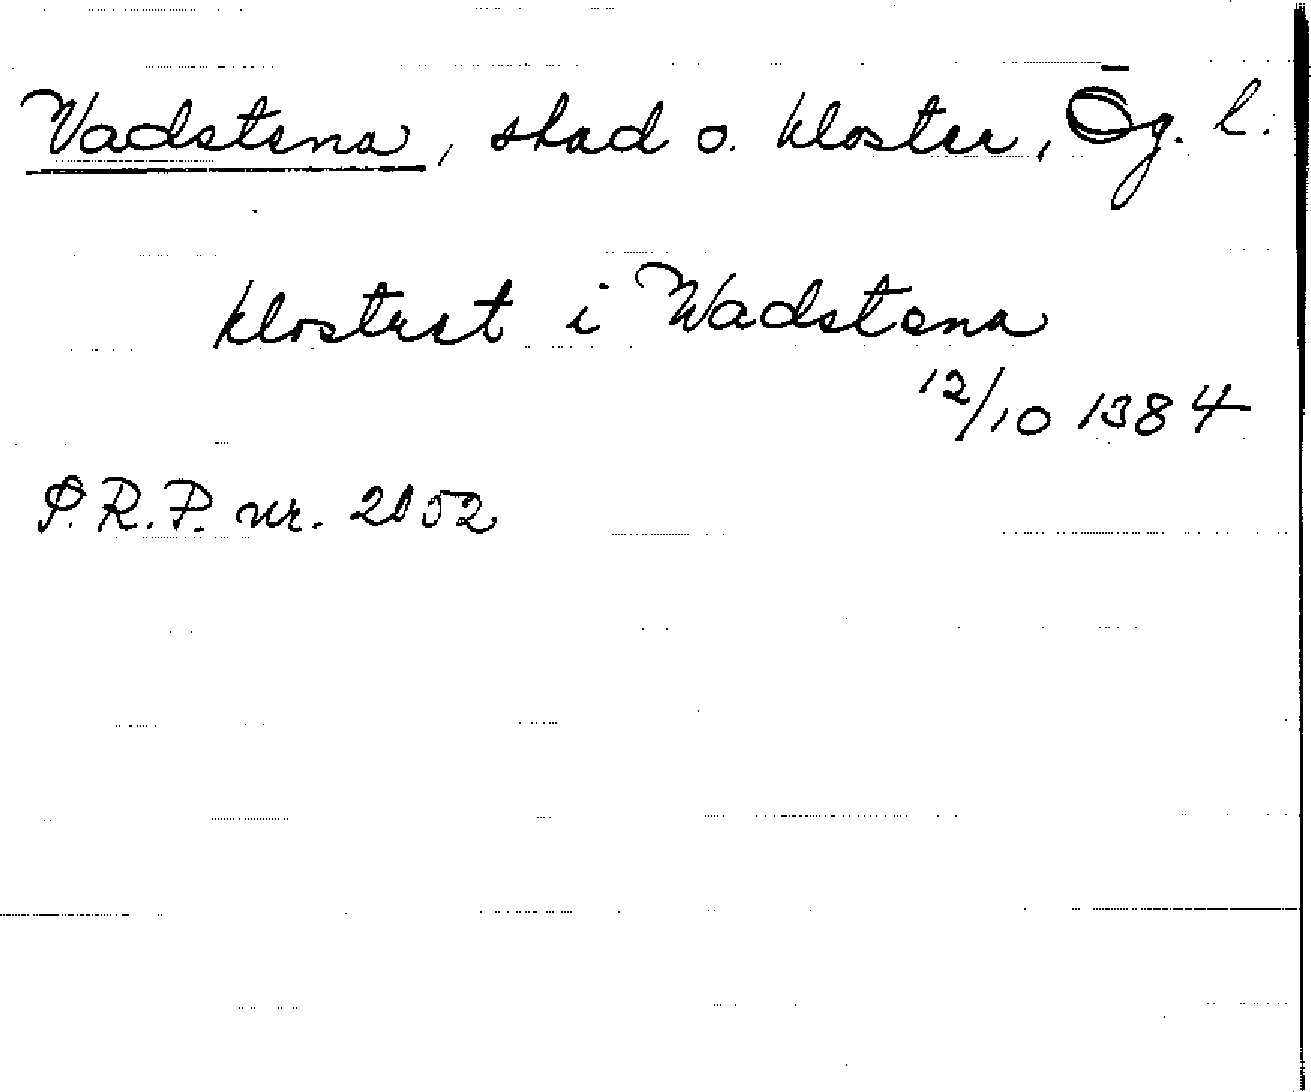 Vadstena, stad o. kloster, Ög. l.
klostret i Wadstena
12/10 1384
S.R.P. nr. 2052